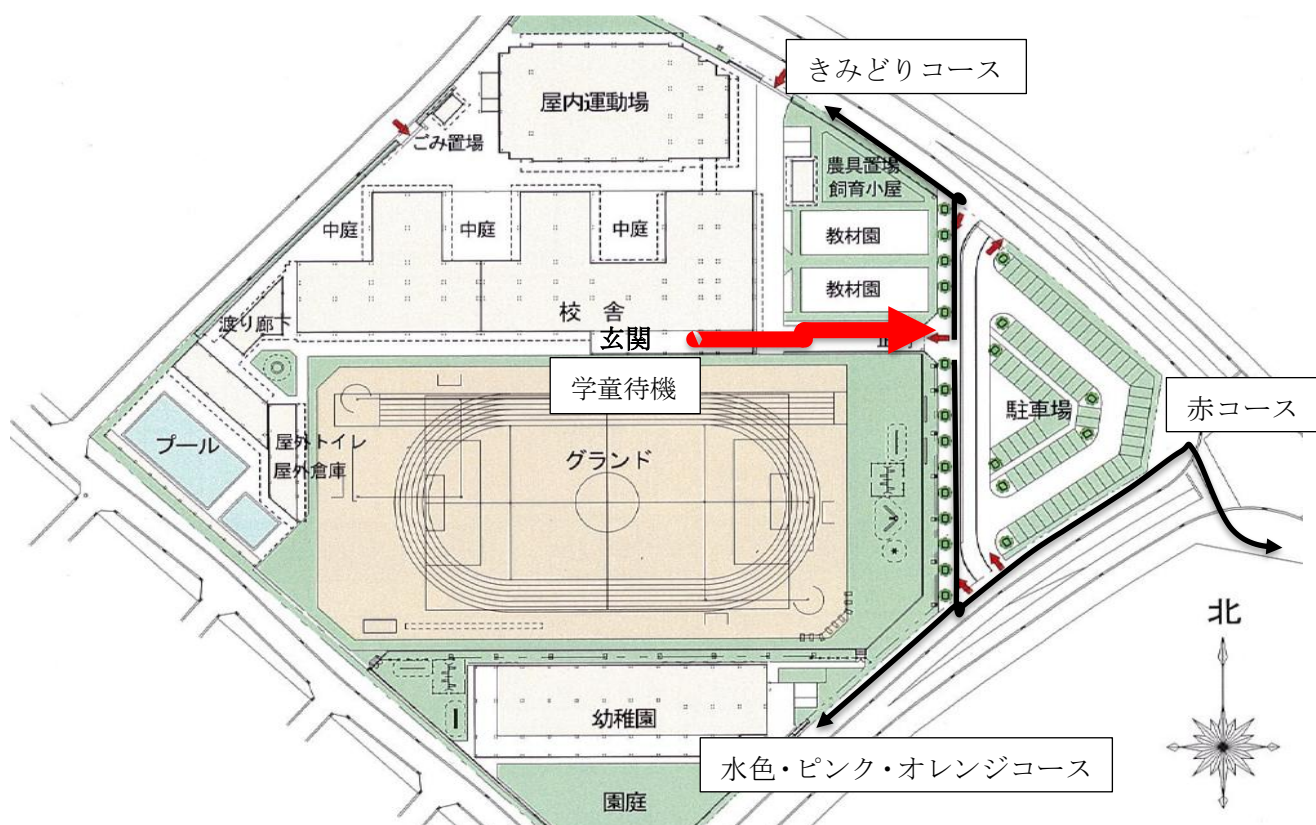 きみどりコース
屋内運動場
ごみ置場
農具置場
飼育小屋
中庭
中庭
中庭
教材園
教材園
渡り廊下
校舎
玄関
学童待機
駐車場
赤コース
プール
屋外トイレ
屋外倉庫
グランド
北
幼稚園
水色・ピンク・オレンジコース
園庭